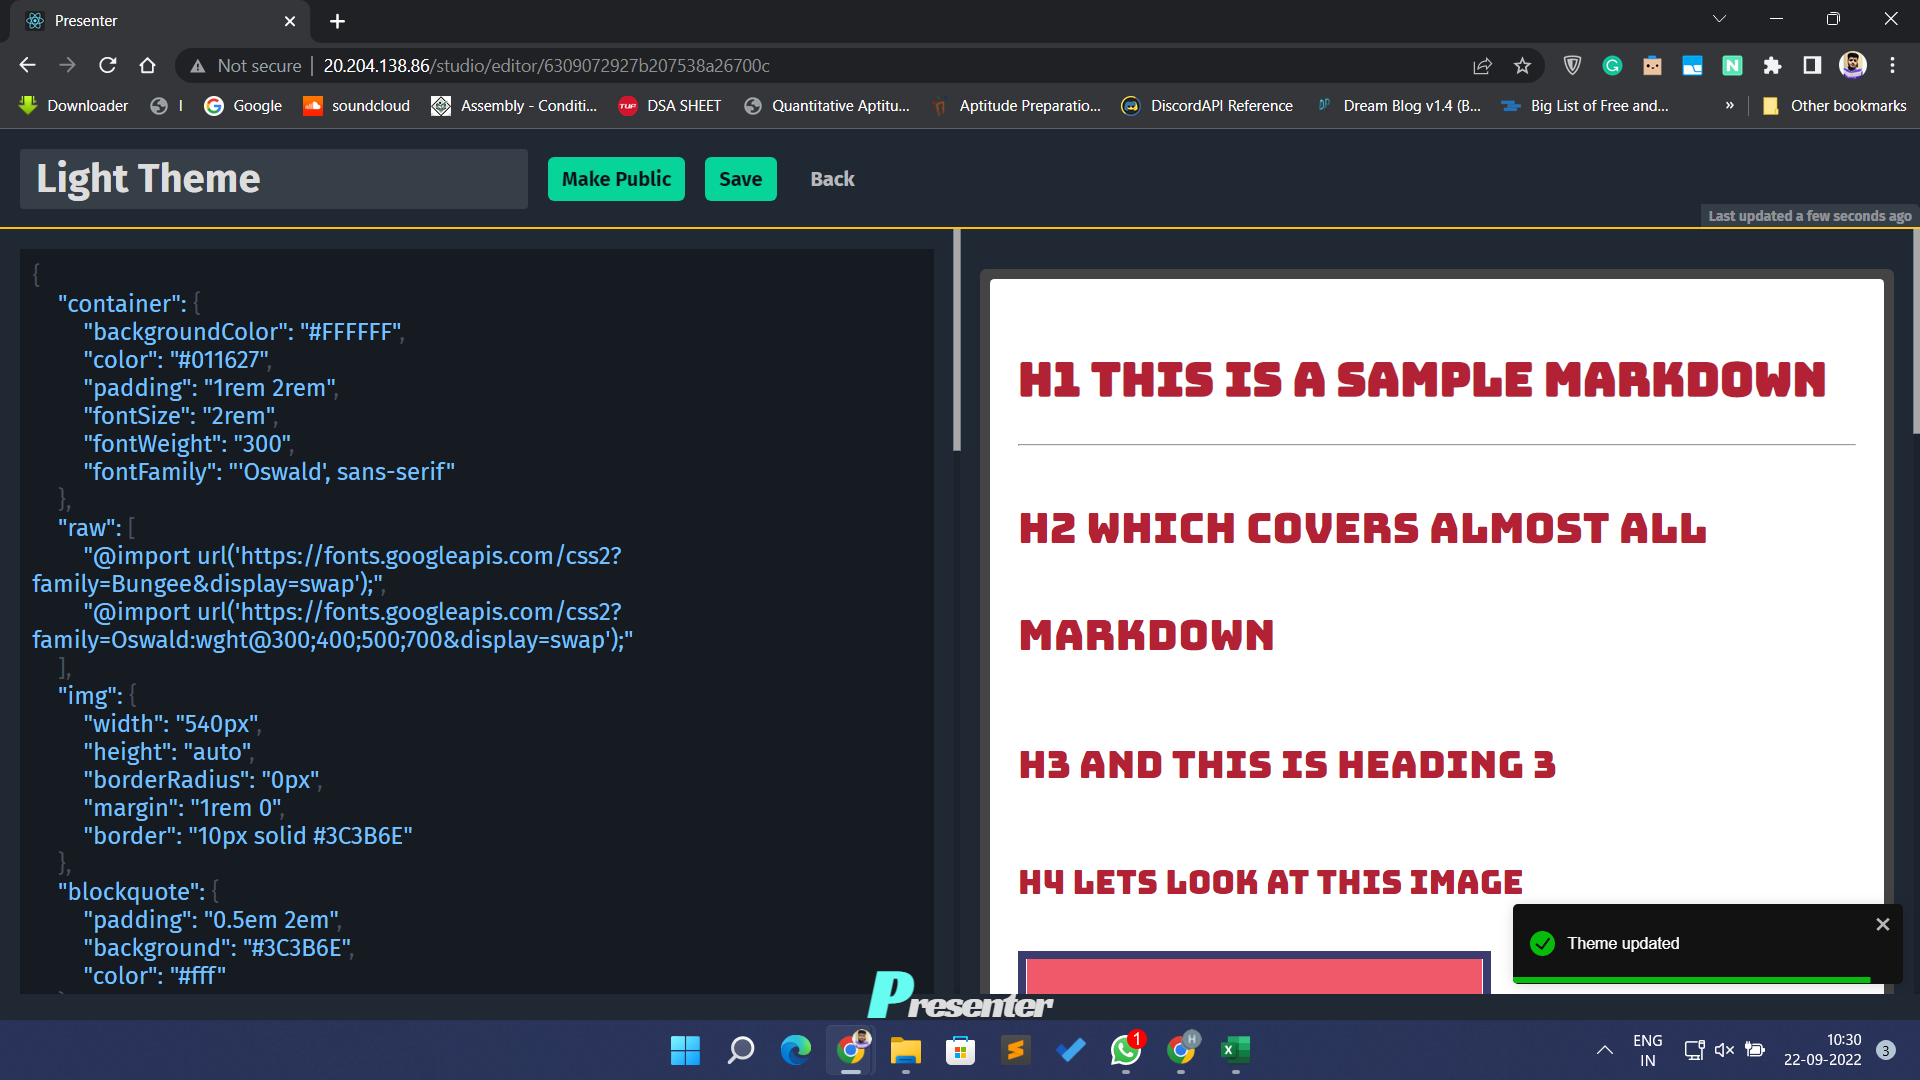 Presenter
Not secure
20.204.138.86/studio/editor/6309072927b207538a26700c
Downloader
I
Google
soundcloud
Assembly - Conditi...
TUF
DSA SHEET
Quantitative Aptitu...
Aptitude Preparatio...
DiscordAPI Reference
Dream Blog v1.4 (B...
Big List of Free and...
»
Other bookmarks
Light Theme
Make Public
Save
Back
Last updated a few seconds ago
{
"container": {
"backgroundColor": "#FFFFFF",
"color": "#011627",
"padding": "1rem 2rem",
"fontSize": "2rem",
"fontWeight": "300",
"fontFamily": "'Oswald', sans-serif"
},
"raw": [
"@import url('https://fonts.googleapis.com/css2?
family=Bungee&display=swap');",
"@import url('https://fonts.googleapis.com/css2?
family=Oswald:wght@300;400;500;700&display=swap');"
],
"img": {
"width": "540px",
"height": "auto",
"borderRadius": "0px",
"margin": "1rem 0",
"border": "10px solid #3C3B6E"
},
"blockquote": {
"padding": "0.5em 2em",
"background": "#3C3B6E",
"color": "#fff"
H1 THIS IS A SAMPLE MARKDOWN
H2 WHICH COVERS ALMOST ALL
MARKDOWN
H3 AND THIS IS HEADING 3
H4 LETS LOOK AT THIS IMAGE
Theme updated
Presenter
1
H
ENG
IN
10:30
22-09-2022
3